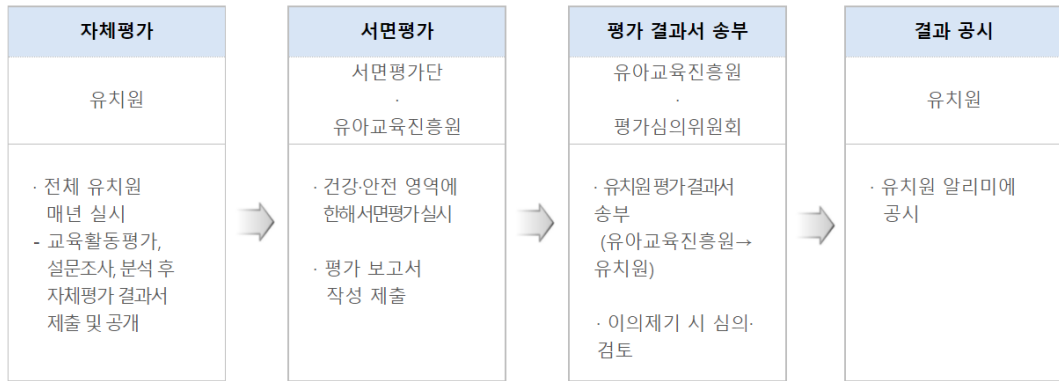 자체평가
유치원
· 전체 유치원
매년 실시
- 교육활동평가,
설문조사, 분석 후
자체평가 결과서
제출 및 공개
서면평가
서면평가단
·
유아교육진흥원
· 건강·안전 영역에
한해 서면평가 실시
· 평가 보고서
작성 제출
평가 결과서 송부
유아교육진흥원
·
평가심의위원회
· 유치원 평가 결과서
송부
(유아교육진흥원→
유치원)
· 이의제기 시 심의·
검토
결과 공시
유치원
· 유치원 알리미에
공시